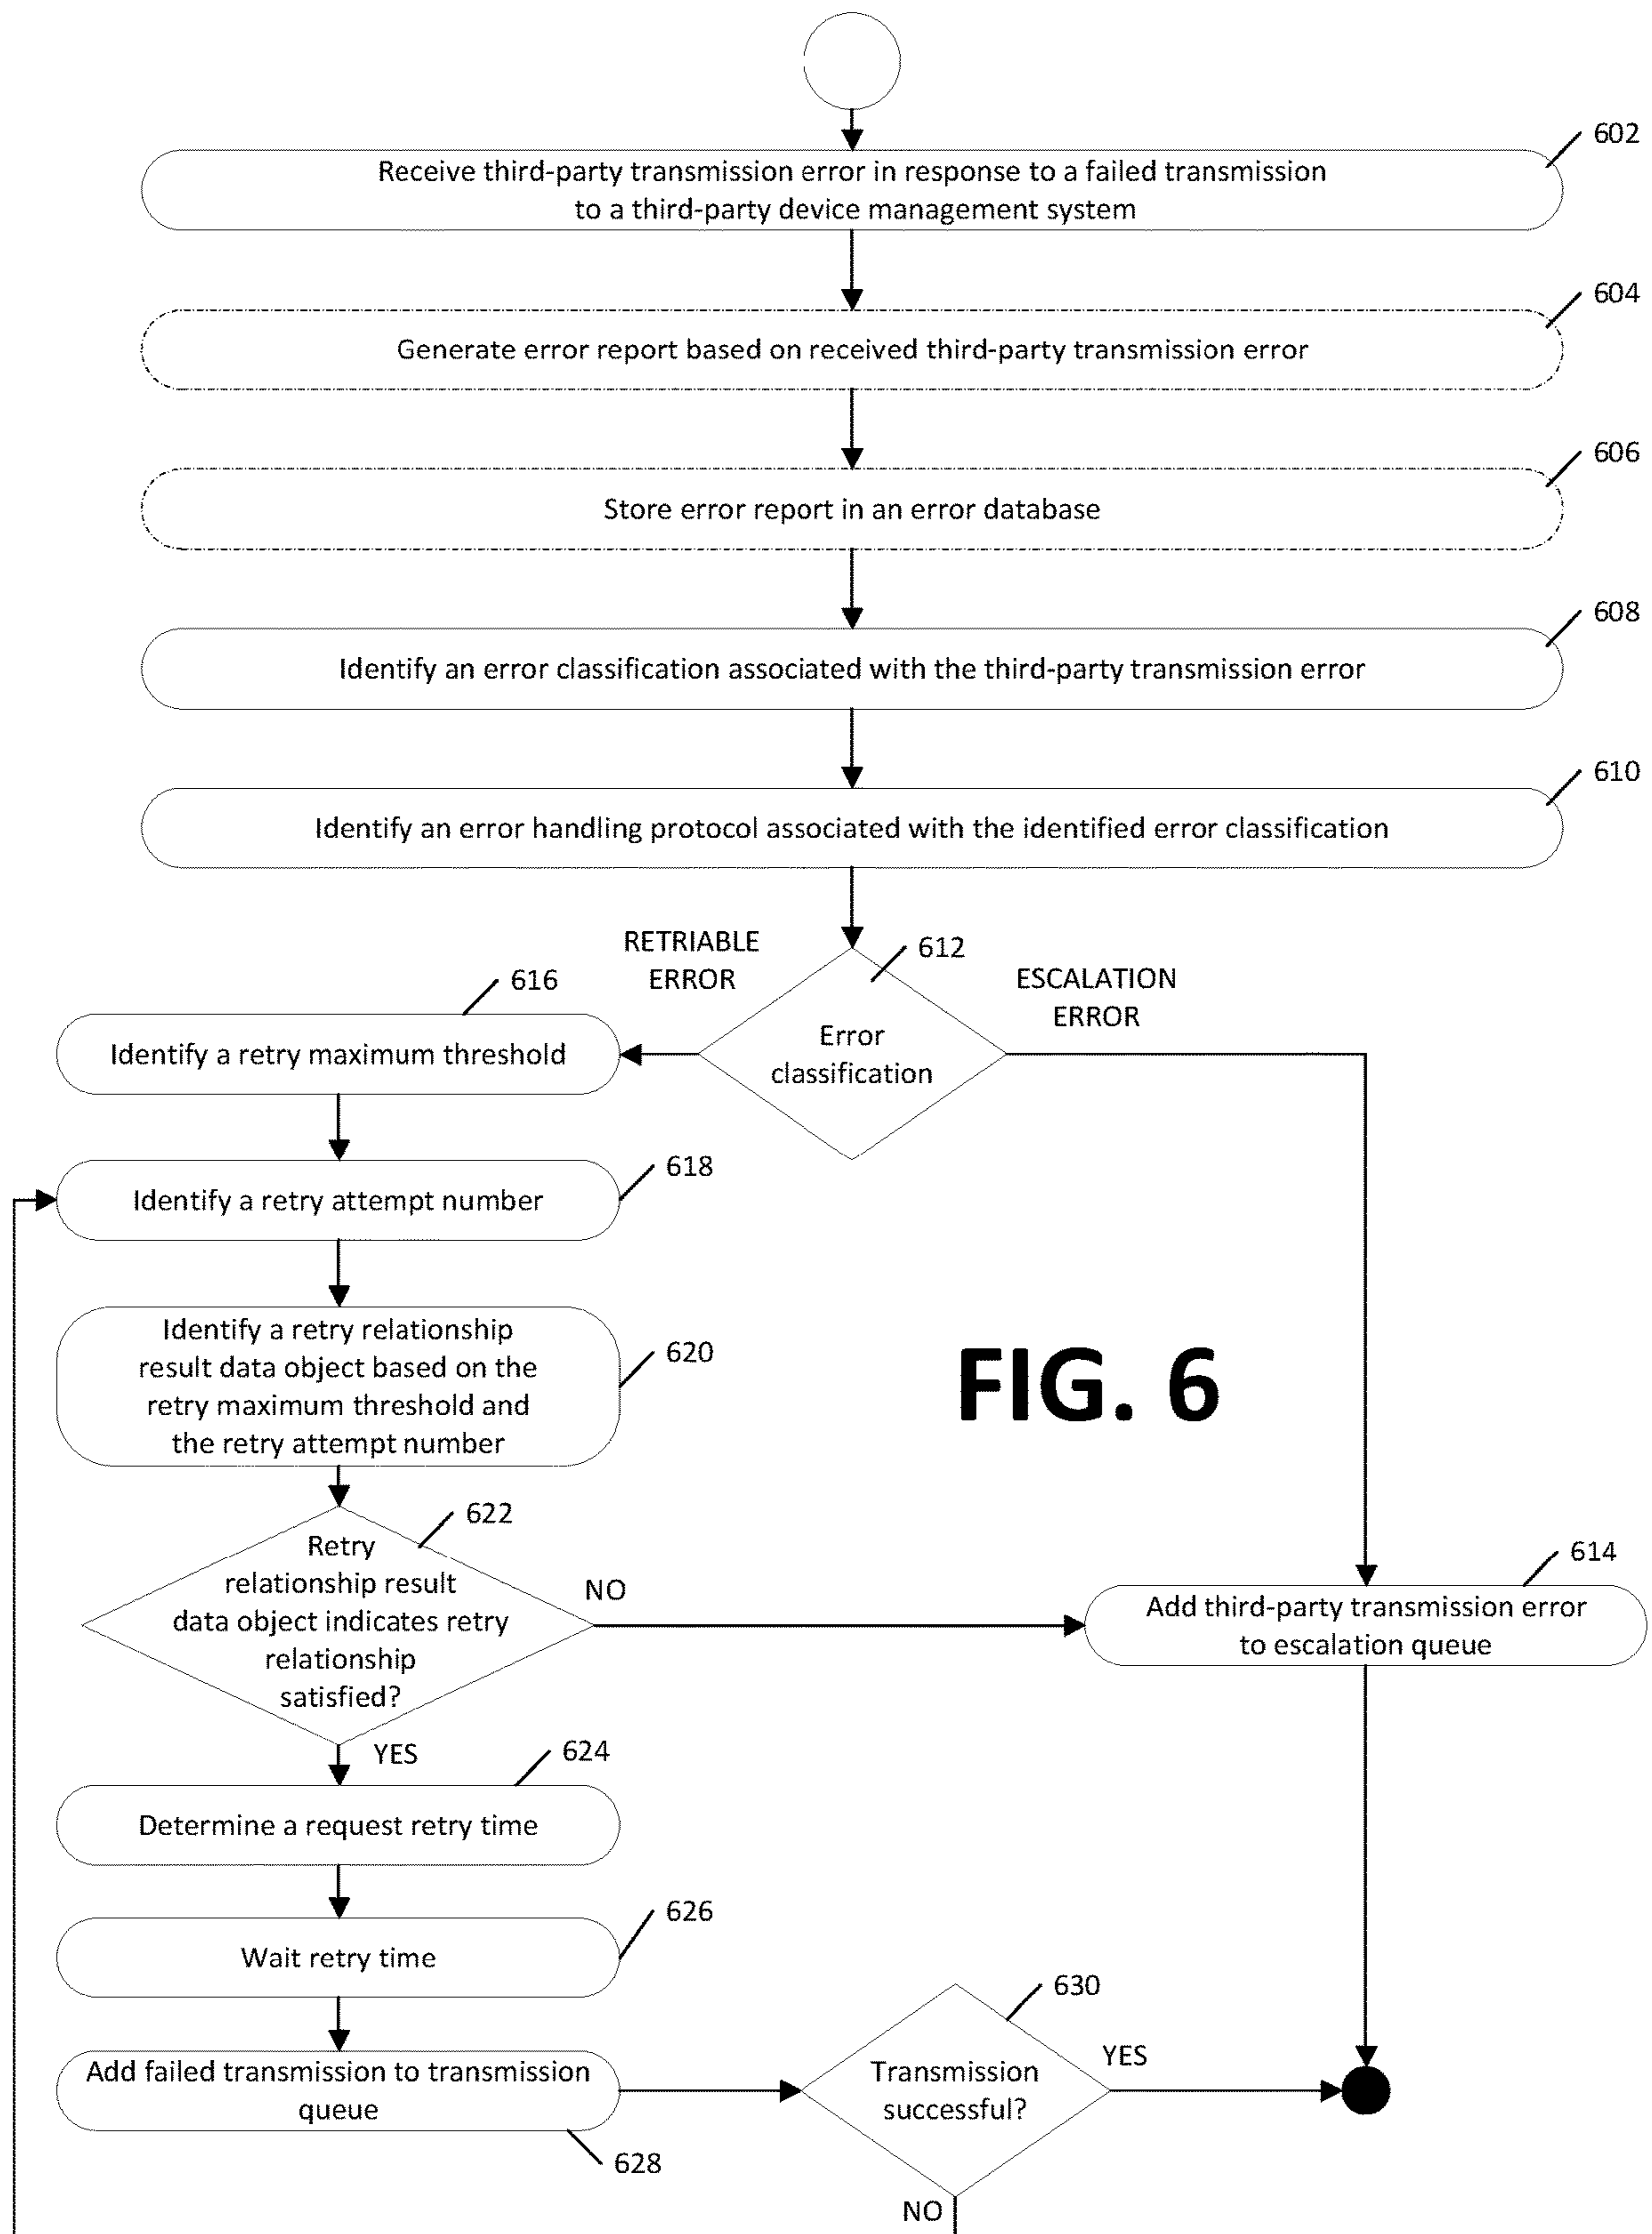 602
Receive third-party transmission error in response to a failed transmission
to a third-party device management system
604
Generate error report based on received third-party transmission error
606
Store error report in an error database
608
Identify an error classification associated with the third-party transmission error
610
Identify an error handling protocol associated with the identified error classification
RETRIABLE
ERROR
612
ESCALATION
ERROR
Error
classification
616
Identify a retry maximum threshold
618
Identify a retry attempt number
Identify a retry relationship
result data object based on the
retry maximum threshold and
the retry attempt number
620
FIG. 6
622
Retry
relationship result
data object indicates retry
relationship
satisfied?
NO
614
Add third-party transmission error
to escalation queue
YES
624
Determine a request retry time
626
Wait retry time
Add failed transmission to transmission
queue
628
630
Transmission
successful?
YES
NO